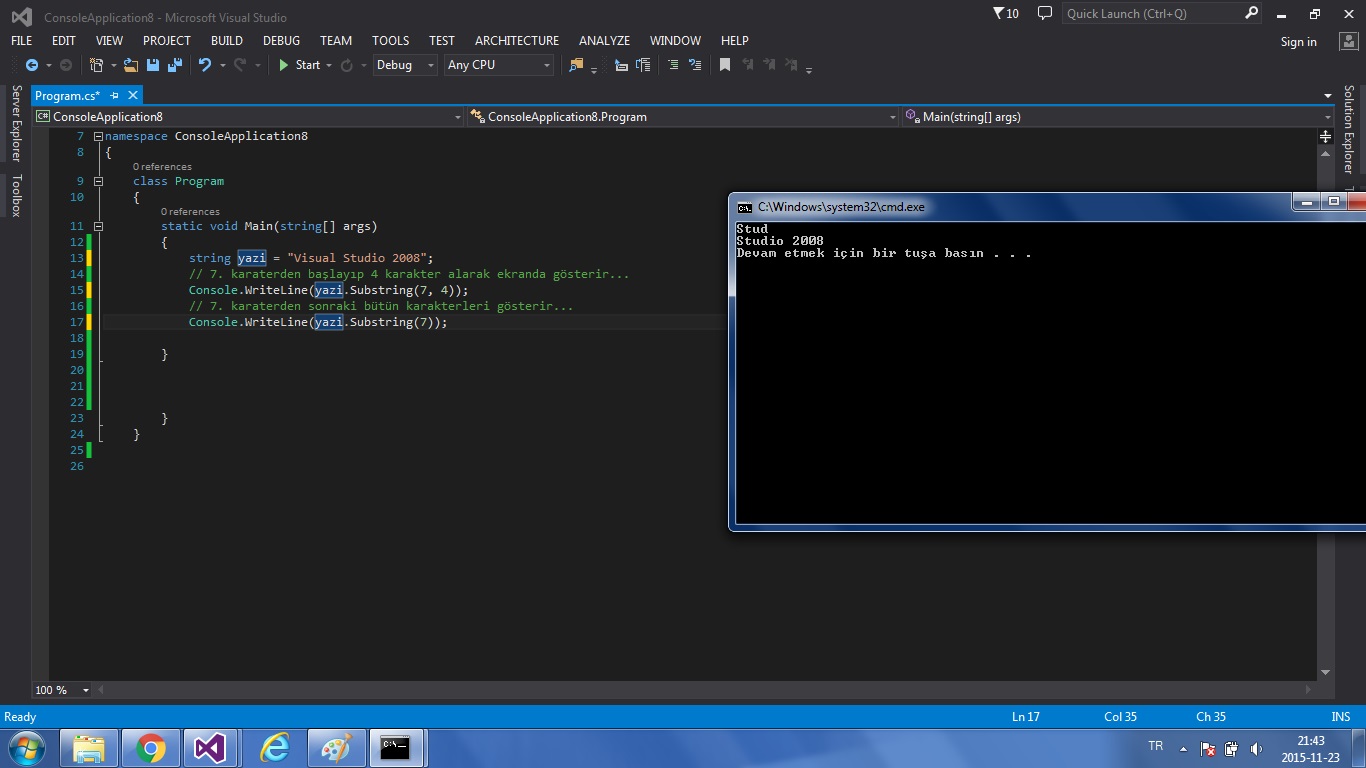 ConsoleApplication8 - Microsoft Visual Studio
10
Quick Launch (Ctrl+Q)
FILE EDIT VIEW PROJECT BUILD DEBUG TEAM TOOLS TEST ARCHITECTURE ANALYZE WINDOW HELP
Sign in
Start Debug Any CPU
Server Explorer
Toolbox
Solution Explorer
Program.cs*
C# ConsoleApplication8 ConsoleApplication8.Program Main(string[] args)
7 namespace ConsoleApplication8
8 {
0 references
9 class Program
10 {
0 references
11 static void Main(string[] args)
12 {
13 string yazi = "Visual Studio 2008";
14 // 7. karaterden başlayıp 4 karakter alarak ekranda gösterir...
15 Console.WriteLine(yazi.Substring(7, 4));
16 // 7. karaterden sonraki bütün karakterleri gösterir...
17 Console.WriteLine(yazi.Substring(7));
18
19 }
20
21
22
23 }
24 }
25
26
C:\Windows\system32\cmd.exe
Stud
Studio 2008
Devam etmek için bir tuşa basın . . .
100 %
Ready Ln 17 Col 35 Ch 35 INS
C:\_
TR
21:43
2015-11-23